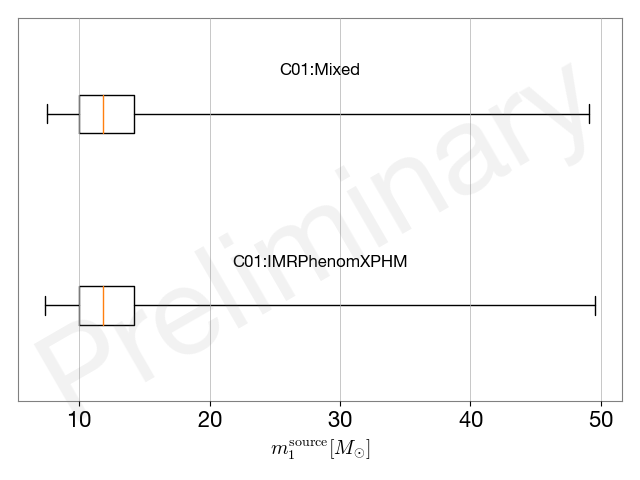 C01:Mixed
C01:IMRPhenomXPHM
Preliminary
10 20 30 40 50
m₁^source [M⊙]